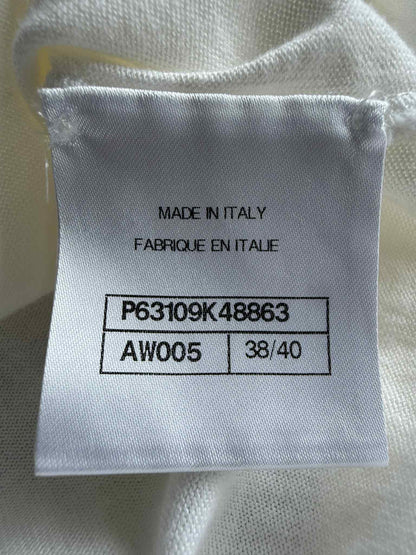 MADE IN ITALY
FABRIQUE EN ITALIE
P63109K48863
AW005 38/40